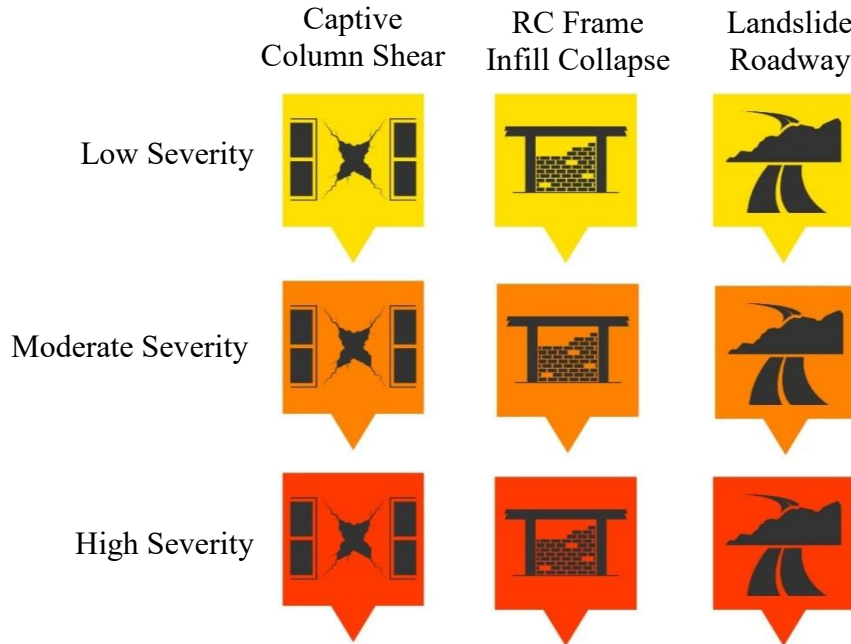 Captive
Column Shear
RC Frame
Infill Collapse
Landslide
Roadway
Low Severity
Moderate Severity
High Severity